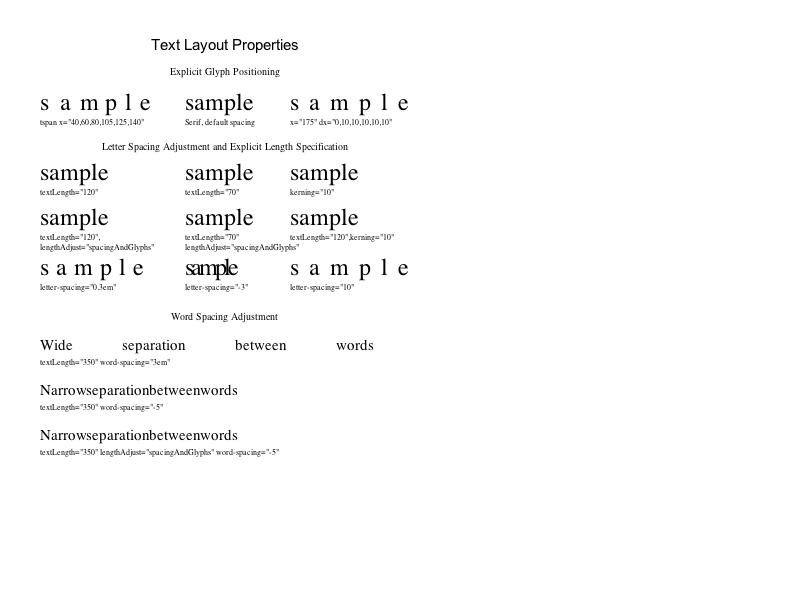 Text Layout Properties
Explicit Glyph Positioning
s a m p l e sample s a m p l e
tspan x="40,60,80,105,125,140" Serif, default spacing x="175" dx="0,10,10,10,10,10"
Letter Spacing Adjustment and Explicit Length Specification
sample sample sample
textLength="120" textLength="70" kerning="10"
sample sample sample
textLength="120", textLength="70" textLength="120",kerning="10"
lengthAdjust="spacingAndGlyphs" lengthAdjust="spacingAndGlyphs"
s a m p l e sample s a m p l e
letter-spacing="0.3em" letter-spacing="-3" letter-spacing="10"
Word Spacing Adjustment
Wide separation between words
textLength="350" word-spacing="3em"
Narrowseparationbetweenwords
textLength="350" word-spacing="-5"
Narrowseparationbetweenwords
textLength="350" lengthAdjust="spacingAndGlyphs" word-spacing="-5"